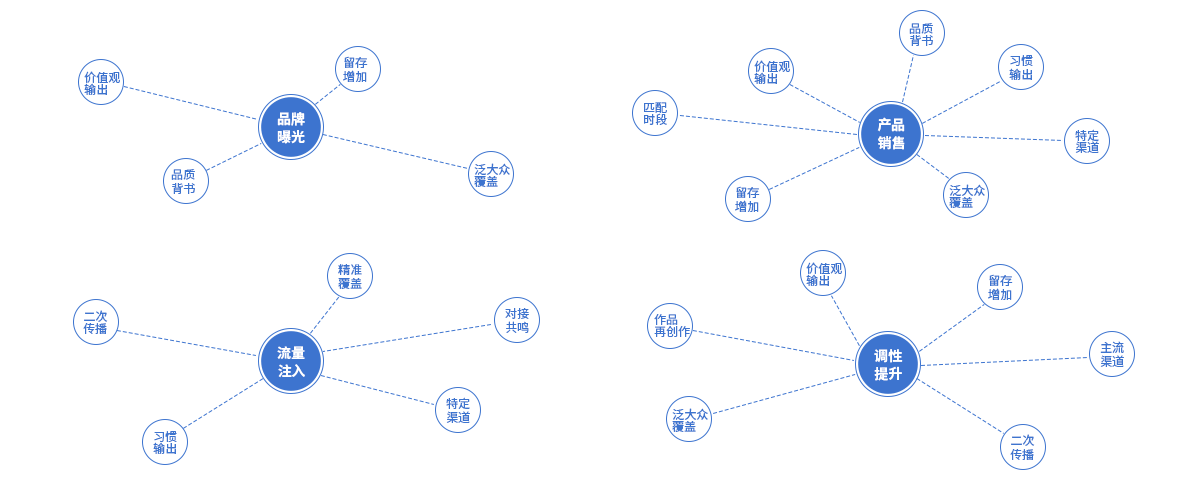 价值观
输出
留存
增加
品牌
曝光
品质
背书
泛大众
覆盖
品质
背书
价值观
输出
习惯
输出
匹配
时段
产品
销售
特定
渠道
留存
增加
泛大众
覆盖
精准
覆盖
二次
传播
对接
共鸣
流量
注入
特定
渠道
习惯
输出
价值观
输出
留存
增加
作品
再创作
调性
提升
主流
渠道
泛大众
覆盖
二次
传播